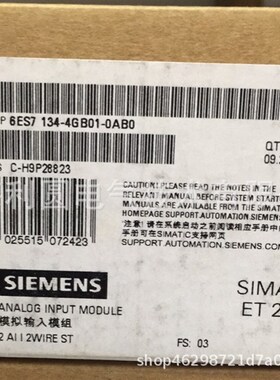 P 6ES7 134-4GB01-0AB0
S C-H9P28823
QT
09.
CAUTION! PLEASE READ THE NOTES IN THE
RELEVANT MANUAL BEFORE STARTING
HOMEPAGE SUPPORT.AUTOMATION.SIEMENS.
注意! 请在系统启动之前阅读相应手册中
手册可在SIMATIC支持网页
SUPPORT.AUTOMATION.SIEMENS.COM
025515 072423
SIEMENS
SIMA
ANALOG INPUT MODULE
ET 2
模拟输入模组
2 AI I 2WIRE ST
FS: 03
shop46298721d7a0